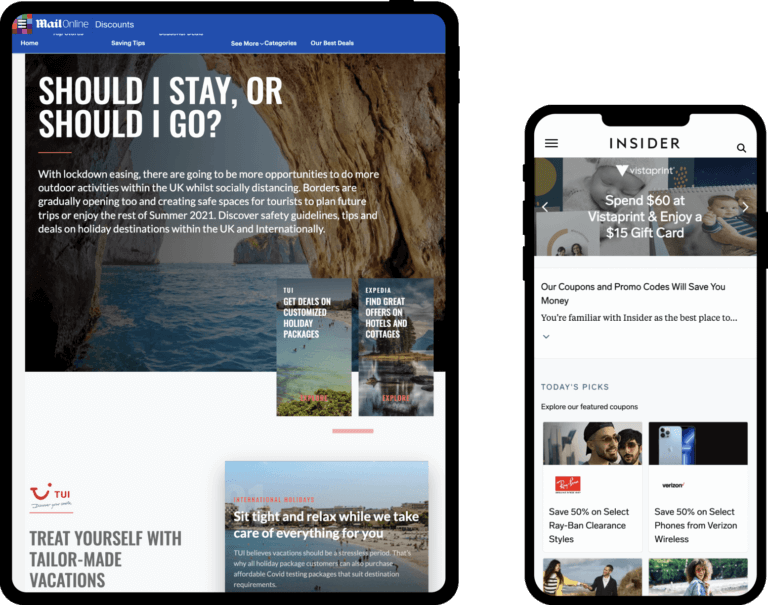 MailOnline Discounts
Home
Saving Tips
See More
Categories
Our Best Deals
SHOULD I STAY, OR
SHOULD I GO?
With lockdown easing, there are going to be more opportunities to do more
outdoor activities within the UK whilst socially distancing. Borders are
gradually opening too and creating safe spaces for tourists to plan future
trips or enjoy the rest of Summer 2021. Discover safety guidelines, tips and
deals on holiday destinations within the UK and Internationally.
TUI
GET DEALS ON
CUSTOMIZED
HOLIDAY
PACKAGES
EXPLORE
EXPEDIA
FIND GREAT
OFFERS ON
HOTELS AND
COTTAGES
EXPLORE
TUI
TREAT YOURSELF WITH
TAILOR-MADE
VACATIONS
INTERNATIONAL HOLIDAYS
Sit tight and relax while we take
care of everything for you
TUI believes vacations should be a stressless period. That's
why all holiday package customers can also purchase
affordable Covid testing packages that suit destination
requirements.
INSIDER
vistaprint
Spend $60 at
Vistaprint & Enjoy a
$15 Gift Card
Our Coupons and Promo Codes Will Save You
Money
You're familiar with Insider as the best place to...
TODAY'S PICKS
Explore our featured coupons
Ray-Ban
Save 50% on Select
Ray-Ban Clearance
Styles
verizon
Save 50% on Select
Phones from Verizon
Wireless